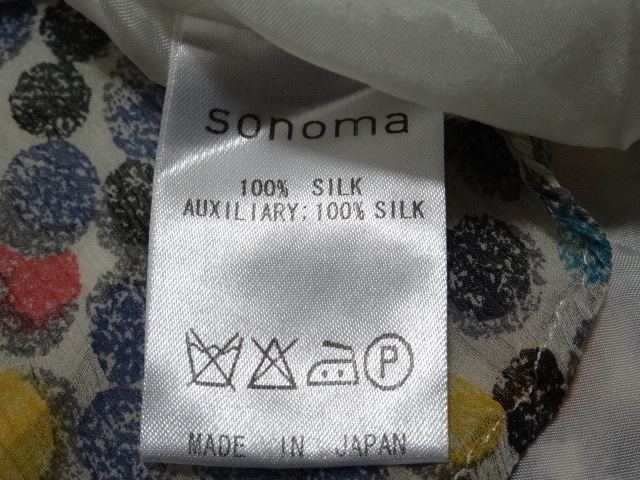 sonoma
100% SILK
AUXILIARY: 100% SILK
P
MADE IN JAPAN